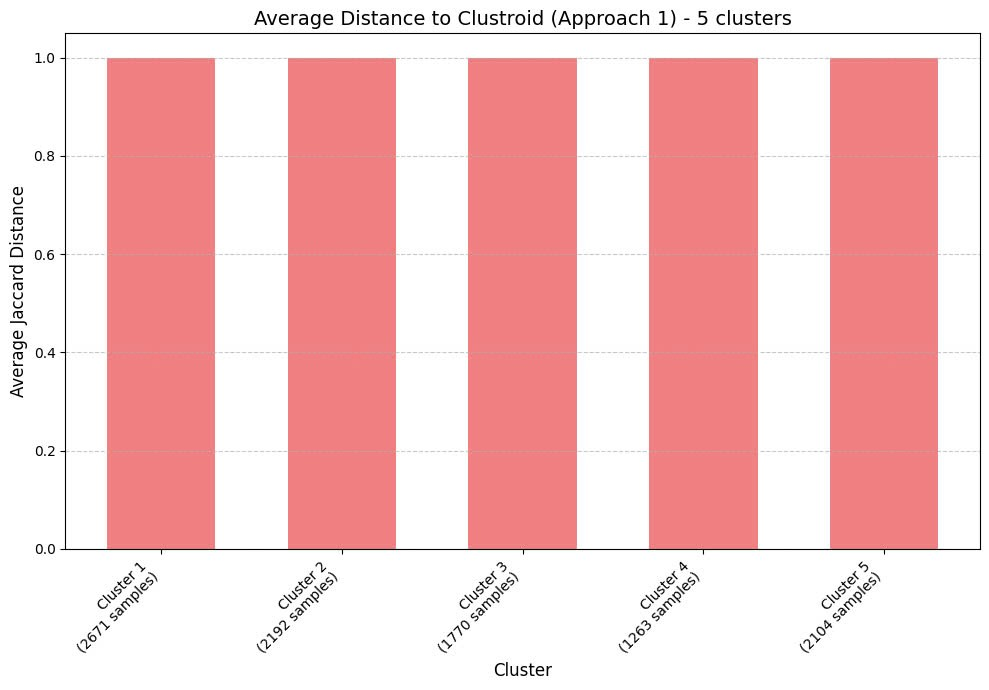 Average Distance to Clustroid (Approach 1) - 5 clusters
Average Jaccard Distance
1.0
0.8
0.6
0.4
0.2
0.0
Cluster 1
(2671 samples)
Cluster 2
(2192 samples)
Cluster 3
(1770 samples)
Cluster 4
(1263 samples)
Cluster 5
(2104 samples)
Cluster